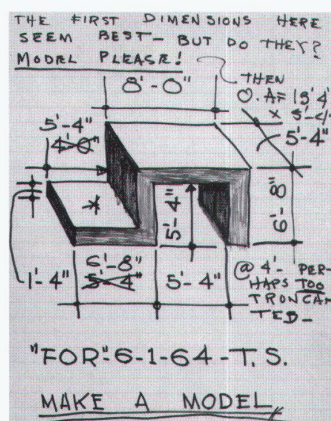 THE FIRST DIMENSIONS HERE
SEEM BEST— BUT DO THEY?
MODEL PLEASE!
THEN
8'-0"
O.A.=
5'-4"
4'-0"
5'-4"
6'-8"
5'-4"
1'-4"
6'-8"
5'-4"
5'-4"
@ 4'- PER-
HAPS TOO
TRONCAT-
TED—
"FOR"-6-1-64-T.S.
MAKE A MODEL